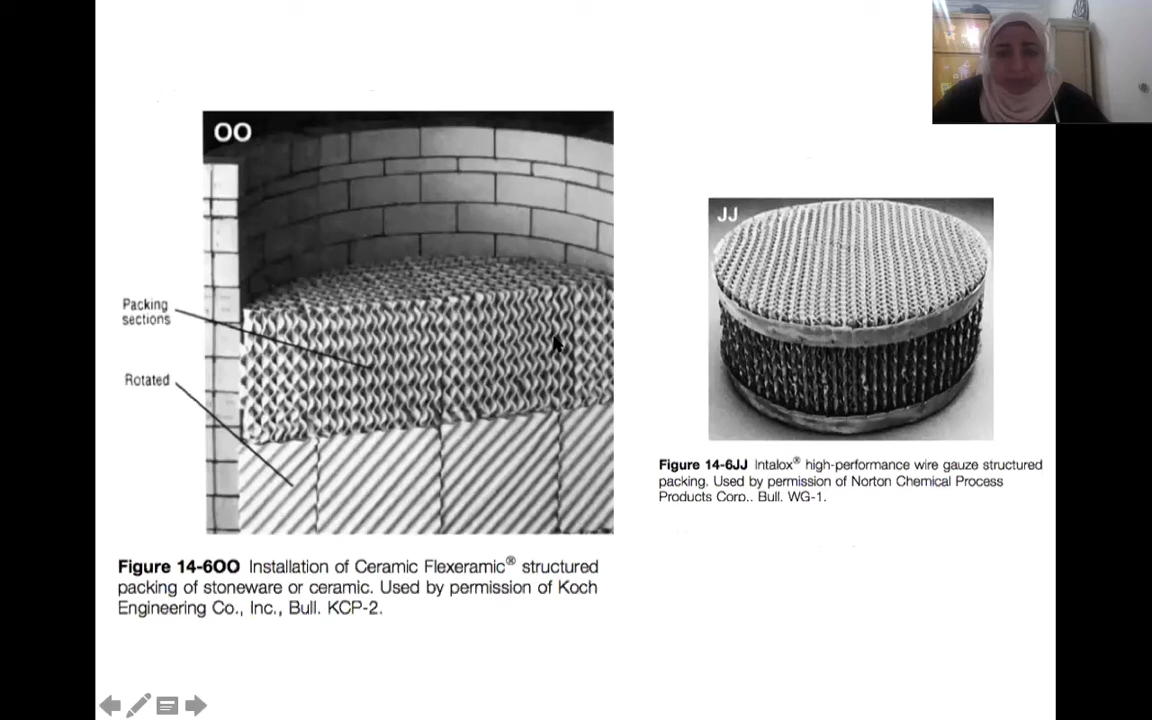 OO
Packing
sections
Rotated
Figure 14-6OO Installation of Ceramic Flexeramic® structured
packing of stoneware or ceramic. Used by permission of Koch
Engineering Co., Inc., Bull. KCP-2.
JJ
Figure 14-6JJ Intalox® high-performance wire gauze structured
packing. Used by permission of Norton Chemical Process
Products Corp.. Bull. WG-1.